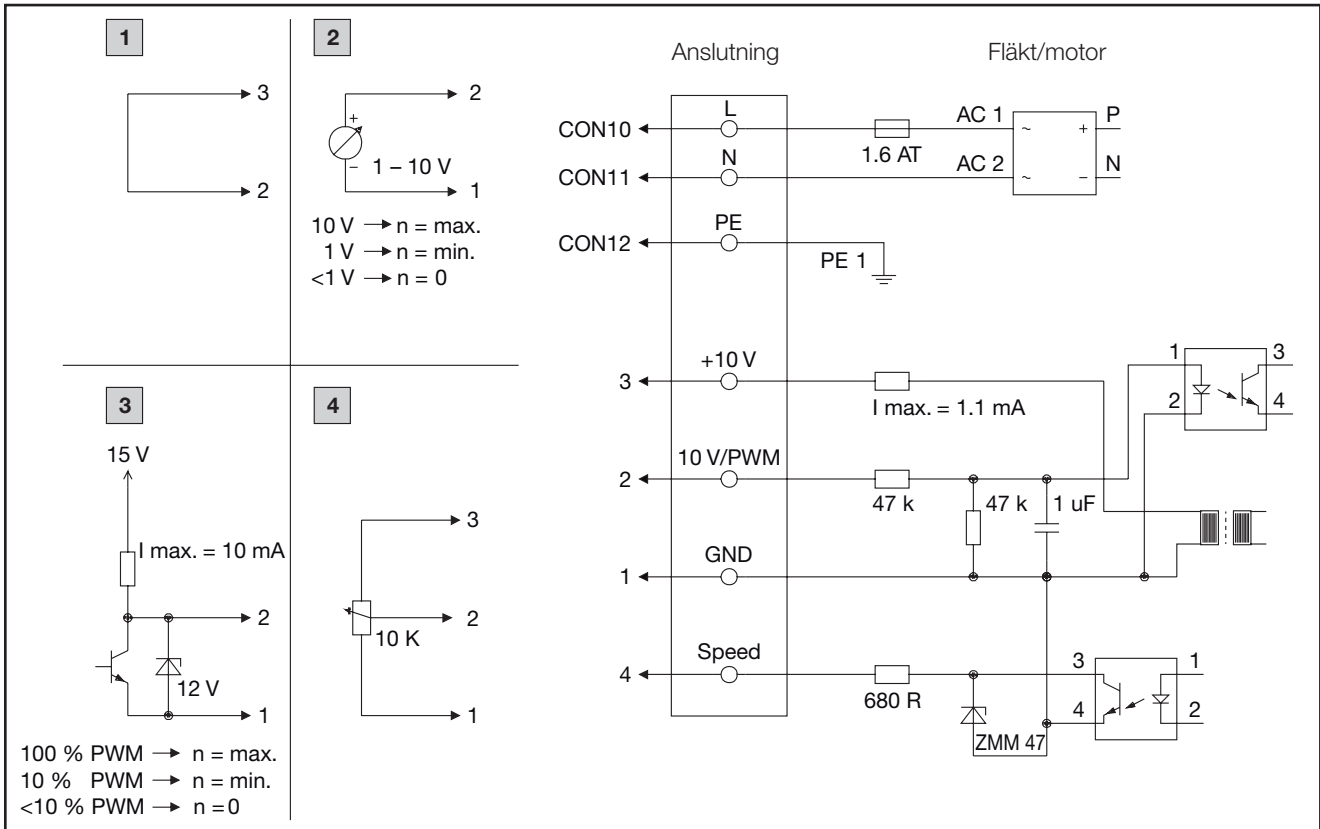 1
3
2
2
+
–
1 – 10 V
2
1
10 V → n = max.
1 V → n = min.
<1 V → n = 0
3
15 V
I max. = 10 mA
2
12 V
1
100 % PWM → n = max.
10 % PWM → n = min.
<10 % PWM → n = 0
4
3
2
10 K
1
Anslutning
Fläkt/motor
CON10
L
1.6 AT
AC 1
~
+
P
CON11
N
AC 2
~
–
N
CON12
PE
PE 1
3
+10 V
I max. = 1.1 mA
1
2
3
4
2
10 V/PWM
47 k
47 k
1 uF
1
GND
4
Speed
680 R
ZMM 47
3
4
1
2